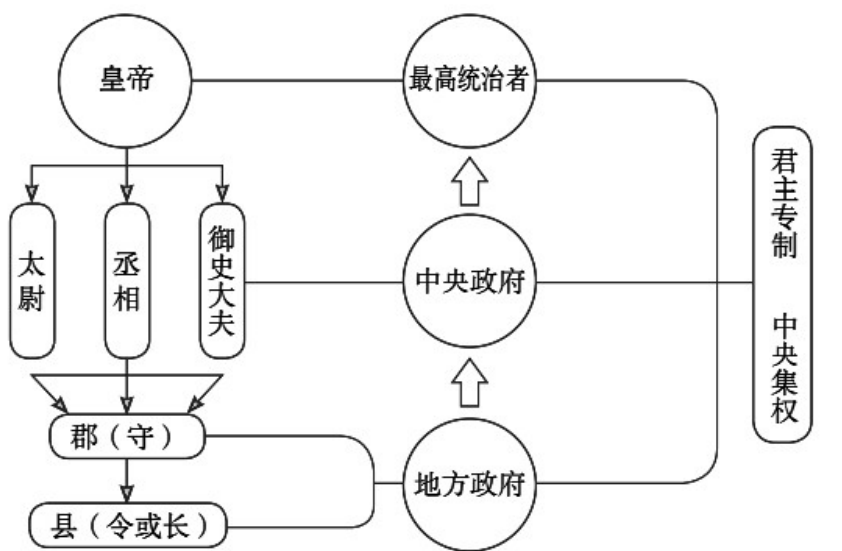 皇帝
最高统治者
太尉
丞相
御史大夫
中央政府
郡（守）
县（令或长）
地方政府
君主专制 中央集权